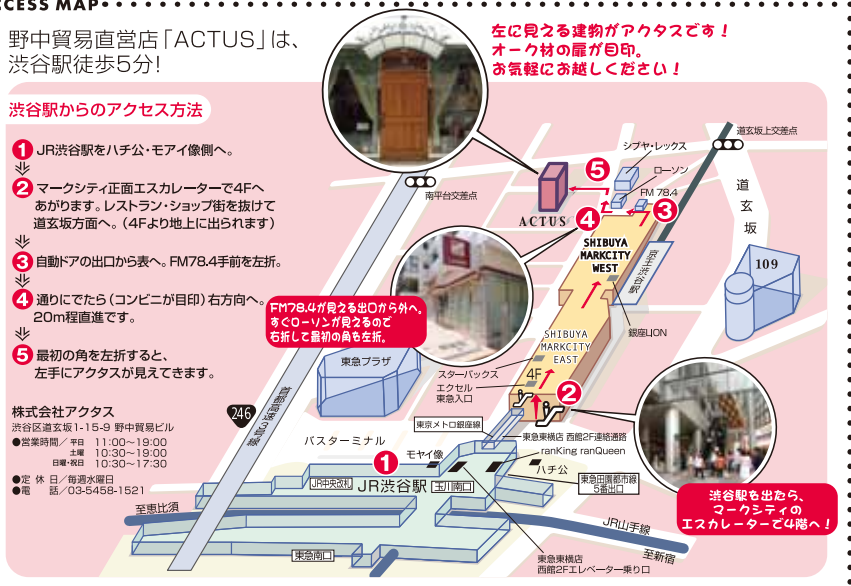 ACCESS MAP
野中貿易直営店「ACTUS」は、
渋谷駅徒歩5分!
左に見える建物がアクタスです!
オーク材の扉が目印。
お気軽にお越しください!
渋谷駅からのアクセス方法
1 JR渋谷駅をハチ公・モアイ像側へ。
2 マークシティ正面エスカレーターで4Fへ
あがります。レストラン・ショップ街を抜けて
道玄坂方面へ。(4Fより地上に出られます)
3 自動ドアの出口から表へ。FM78.4手前を左折。
4 通りにでたら(コンビニが目印)右方向へ。
20m程直進です。
5 最初の角を左折すると、
左手にアクタスが見えてきます。
株式会社アクタス
渋谷区道玄坂1-15-9 野中貿易ビル
●営業時間/平日 11:00~19:00
土曜 10:30~19:00
日曜・祝日 10:30~17:30
●定 休 日/毎週水曜日
●電 話/03-5458-1521
南平台交差点
道玄坂上交差点
シブヤ・レックス
ローソン
FM 78.4
道玄坂
5
ACTUS
4
3
SHIBUYA
MARKCITY
WEST
京王渋谷駅
109
銀座LION
FM78.4が見える出口から外へ。
すぐローソンが見えるので
右折して最初の角を左折。
SHIBUYA
MARKCITY
EAST
東急プラザ
スターバックス
エクセル
東急入口
4F
2
首都高速3号線
246
東京メトロ銀座線
東急東横店 西館2F連絡通路
ranKing ranQueen
ハチ公
バスターミナル
1
モヤイ像
JR中央改札
JR渋谷駅
玉川南口
東急田園都市線
5番出口
渋谷駅を出たら、
マークシティの
エスカレーターで4階へ!
至恵比須
JR山手線
至新宿
東急南口
東急東横店
西館2Fエレベーター乗り口